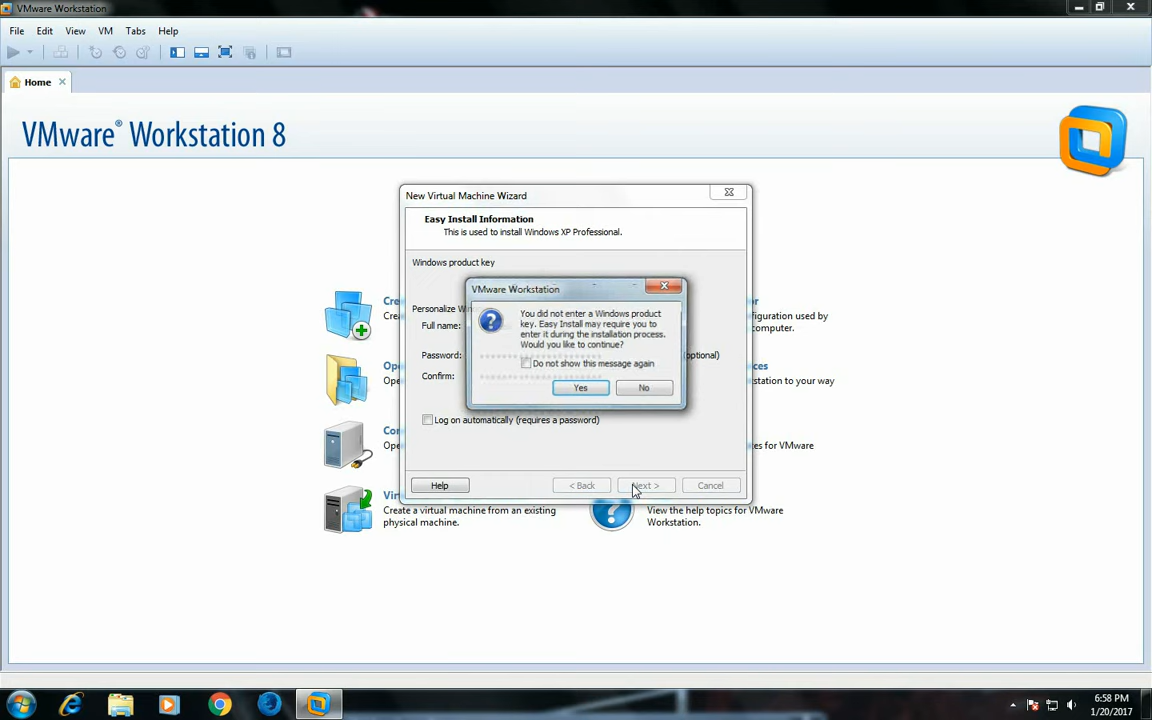 VMware Workstation
File Edit View VM Tabs Help
Home
VMware® Workstation 8
New Virtual Machine Wizard
Easy Install Information
This is used to install Windows XP Professional.
Windows product key
VMware Workstation
You did not enter a Windows product
key. Easy Install may require you to
enter it during the installation process.
Would you like to continue?
Do not show this message again
Yes No
Personalize
Full name:
Password: (optional)
Confirm:
Log on automatically (requires a password)
Help < Back Next > Cancel
figuration used by
computer.
station to your way
es for VMware
Create a virtual machine from an existing
physical machine.
View the help topics for VMware
Workstation.
6:58 PM
1/20/2017